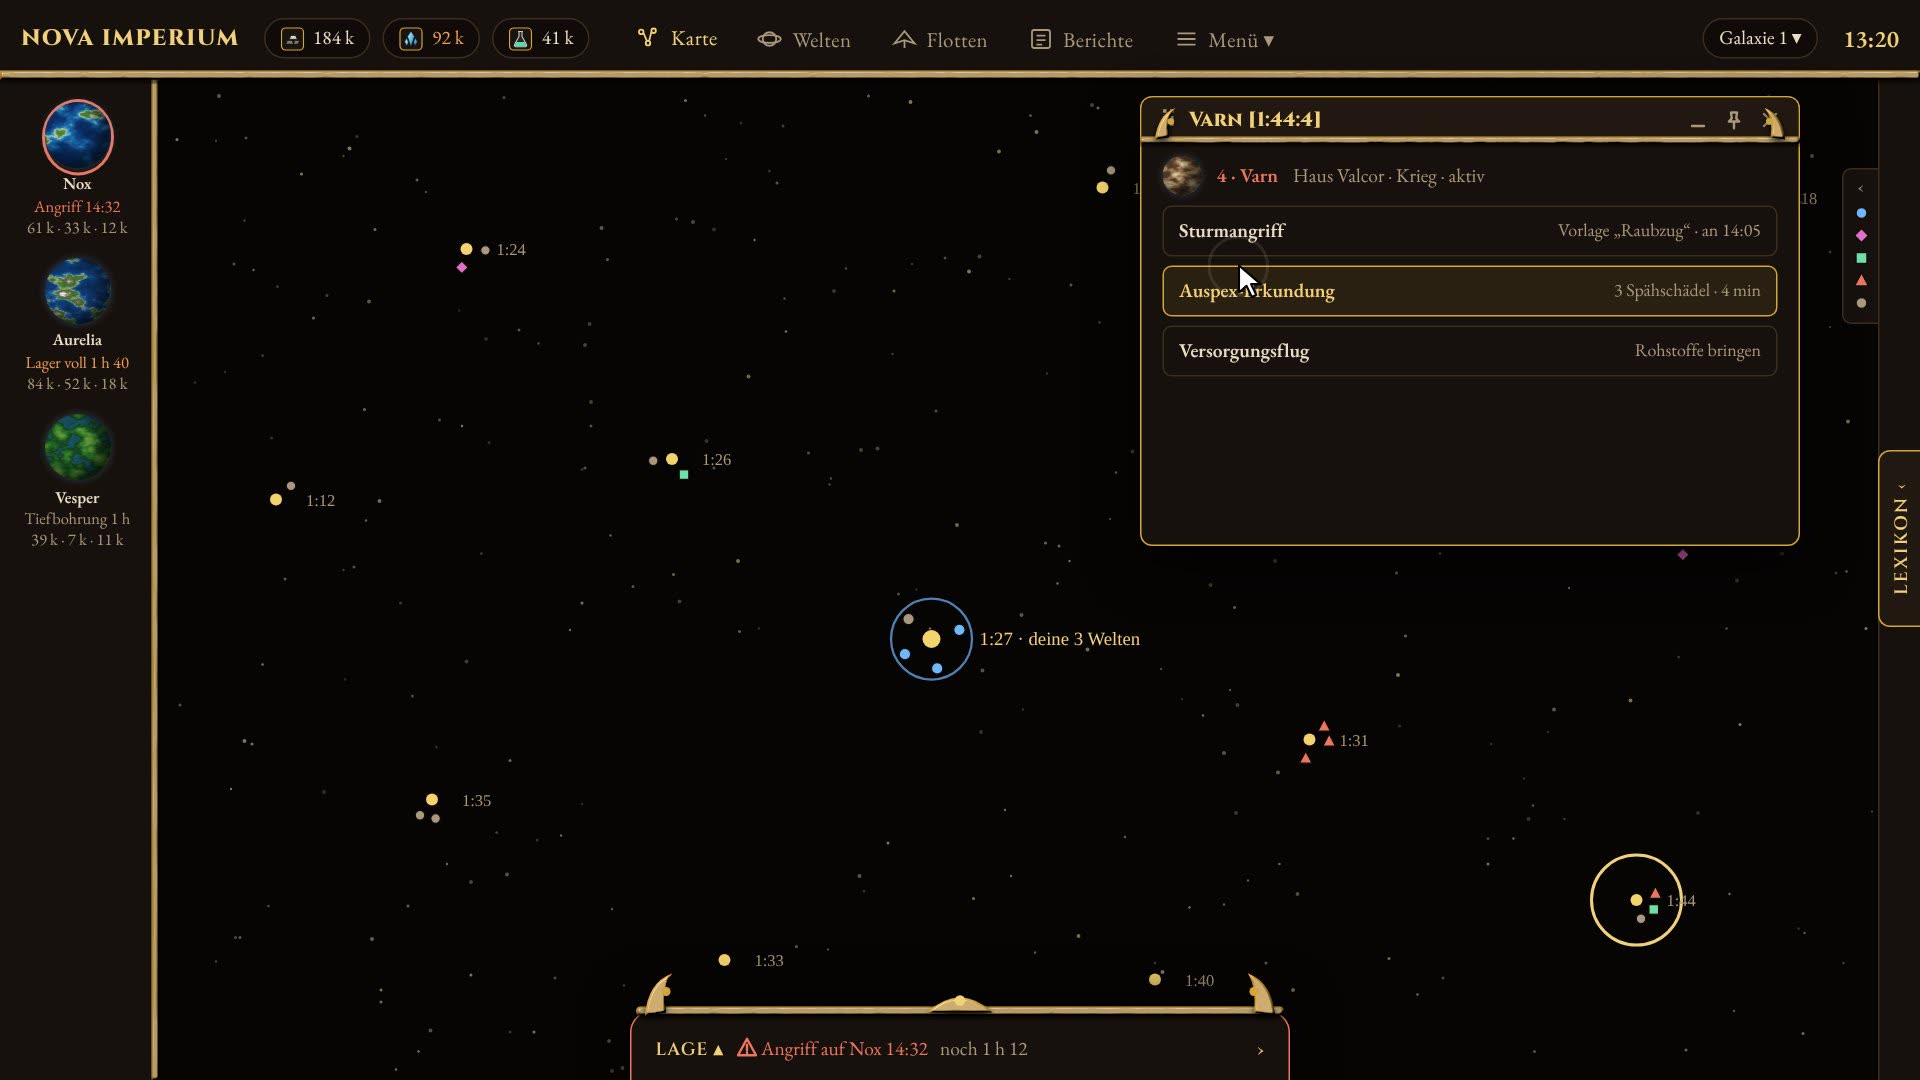 NOVA IMPERIUM
184 k
92 k
41 k
Karte
Welten
Flotten
Berichte
Menü ▾
Galaxie 1 ▾
13:20
Nox
Angriff 14:32
61 k · 33 k · 12 k
Aurelia
Lager voll 1 h 40
84 k · 52 k · 18 k
Vesper
Tiefbohrung 1 h
39 k · 7 k · 11 k
VARN [1:44:4]
4 · Varn Haus Valcor · Krieg · aktiv
Sturmangriff Vorlage „Raubzug“ · an 14:05
Auspex-Erkundung 3 Spähschädel · 4 min
Versorgungsflug Rohstoffe bringen
18
1:24
1:26
1:12
1:27 · deine 3 Welten
1:31
1:35
1:44
1:33
1:40
LEXIKON
LAGE ▴ Angriff auf Nox 14:32 noch 1 h 12